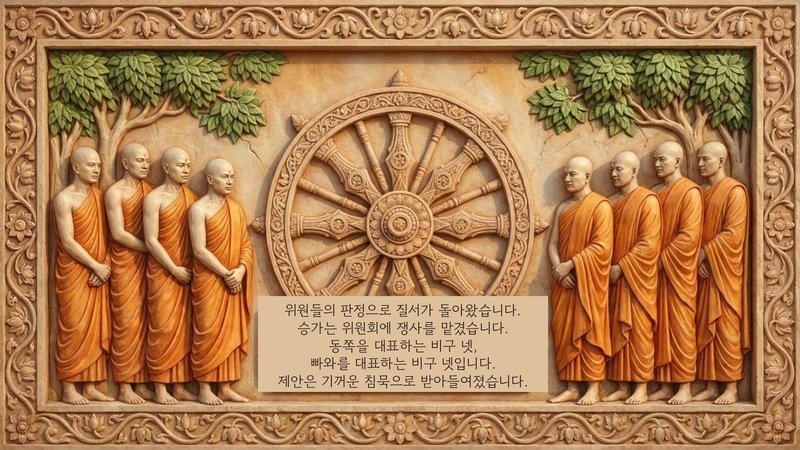 위원들의 판정으로 질서가 돌아왔습니다.
승가는 위원회에 쟁사를 맡겼습니다.
동쪽을 대표하는 비구 넷,
빠와를 대표하는 비구 넷입니다.
제안은 기꺼운 침묵으로 받아들여졌습니다.